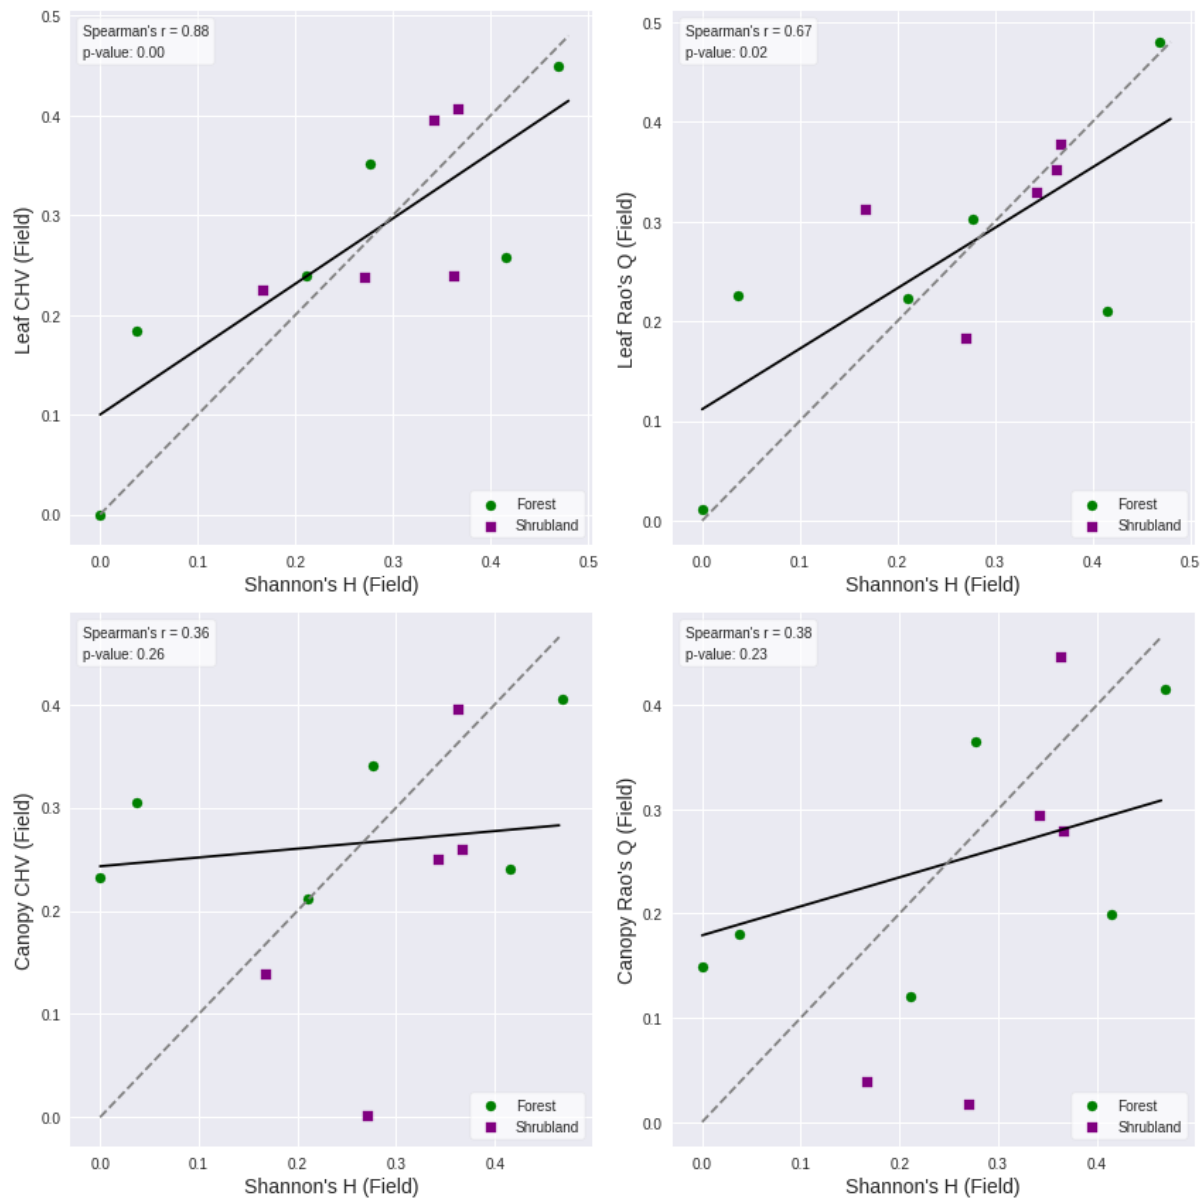 Spearman's r = 0.88
p-value: 0.00
0.5
0.4
0.3
0.2
0.1
0.0
Leaf CHV (Field)
Forest
Shrubland
0.0 0.1 0.2 0.3 0.4 0.5
Shannon's H (Field)
Spearman's r = 0.67
p-value: 0.02
0.5
0.4
0.3
0.2
0.1
0.0
Leaf Rao's Q (Field)
Forest
Shrubland
0.0 0.1 0.2 0.3 0.4 0.5
Shannon's H (Field)
Spearman's r = 0.36
p-value: 0.26
0.4
0.3
0.2
0.1
0.0
Canopy CHV (Field)
Forest
Shrubland
0.0 0.1 0.2 0.3 0.4
Shannon's H (Field)
Spearman's r = 0.38
p-value: 0.23
0.4
0.3
0.2
0.1
0.0
Canopy Rao's Q (Field)
Forest
Shrubland
0.0 0.1 0.2 0.3 0.4
Shannon's H (Field)